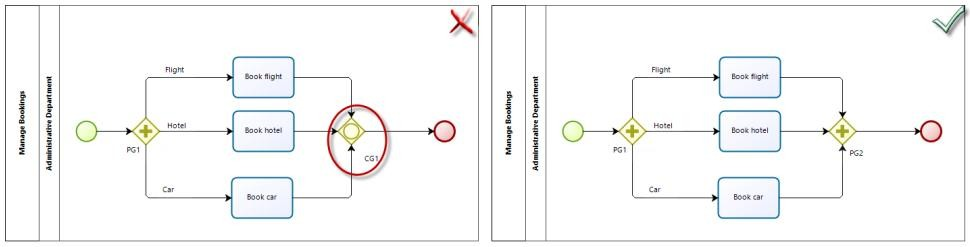 Manage Bookings
Administrative Department
Flight
Book flight
Hotel
Book hotel
PG1
CG1
Car
Book car
Manage Bookings
Administrative Department
Flight
Book flight
Hotel
Book hotel
PG1
PG2
Car
Book car